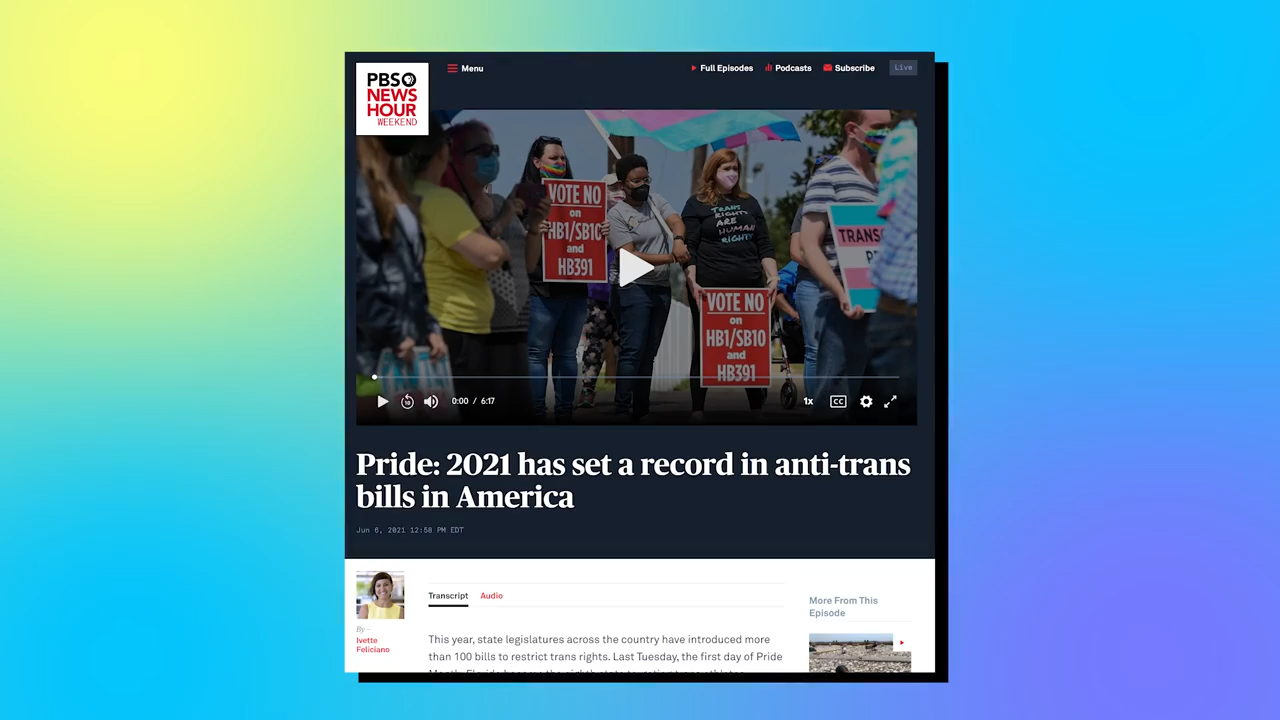 PBS
NEWS
HOUR
WEEKEND
Menu
Full Episodes
Podcasts
Subscribe
Live
VOTE NO
on
HB1/SB10
and
HB391
TRANS
RIGHTS
ARE
HUMAN
RIGHTS
VOTE NO
on
HB1/SB10
and
HB391
TRANS
10
0:00 / 6:17
1x
CC
Pride: 2021 has set a record in anti-trans
bills in America
Jun 6, 2021 12:58 PM EDT
By –
Ivette
Feliciano
Transcript
Audio
This year, state legislatures across the country have introduced more
than 100 bills to restrict trans rights. Last Tuesday, the first day of Pride
More From This
Episode